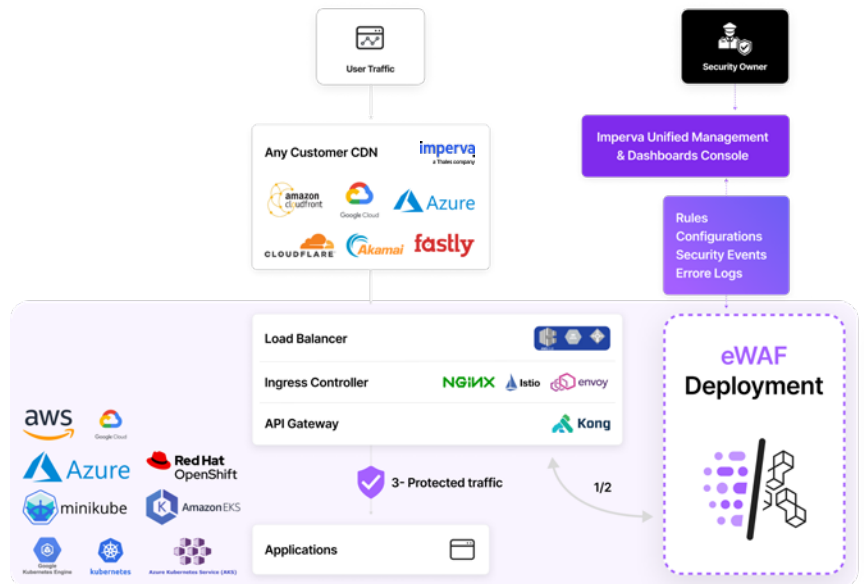 User Traffic
Security Owner
Any Customer CDN
imperva
a Thales company
amazon
cloudfront
Google Cloud
Azure
CLOUDFLARE
Akamai
fastly
Imperva Unified Management
& Dashboards Console
Rules
Configurations
Security Events
Errore Logs
Load Balancer
Ingress Controller
NGINX
Istio
envoy
API Gateway
Kong
eWAF
Deployment
aws
Google Cloud
Azure
Red Hat
OpenShift
minikube
Amazon EKS
Google
Kubernetes Engine
kubernetes
Azure Kubernetes Service (AKS)
3- Protected traffic
1/2
Applications